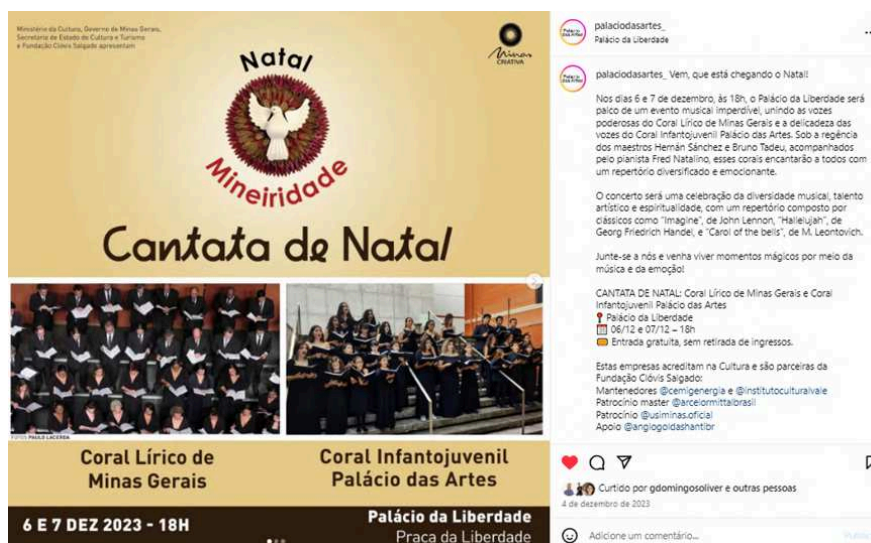 Ministério da Cultura, Governo de Minas Gerais,
Secretaria de Estado de Cultura e Turismo
e Fundação Clóvis Salgado apresentam
Minas
CRIATIVA
Natal
Mineiridade
Cantata de Natal
FOTOS PAULO LACERDA
Coral Lírico de
Minas Gerais
Coral Infantojuvenil
Palácio das Artes
6 E 7 DEZ 2023 - 18H
Palácio da Liberdade
Praça da Liberdade
palaciodasartes_
Palácio da Liberdade
palaciodasartes_ Vem, que está chegando o Natal!
Nos dias 6 e 7 de dezembro, às 18h, o Palácio da Liberdade será
palco de um evento musical imperdível, unindo as vozes
poderosas do Coral Lírico de Minas Gerais e a delicadeza das
vozes do Coral Infantojuvenil Palácio das Artes. Sob a regência
dos maestros Hernán Sánchez e Bruno Tadeu, acompanhados
pelo pianista Fred Natalino, esses corais encantarão a todos com
um repertório diversificado e emocionante.
O concerto será uma celebração da diversidade musical, talento
artístico e espiritualidade, com um repertório composto por
clássicos como "Imagine", de John Lennon, "Hallelujah", de
Georg Friedrich Handel, e "Carol of the bells", de M. Leontovich.
Junte-se a nós e venha viver momentos mágicos por meio da
música e da emoção!
CANTATA DE NATAL: Coral Lírico de Minas Gerais e Coral
Infantojuvenil Palácio das Artes
Palácio da Liberdade
06/12 e 07/12 – 18h
Entrada gratuita, sem retirada de ingressos.
Estas empresas acreditam na Cultura e são parceiras da
Fundação Clóvis Salgado:
Mantenedores @cemigenergia e @institutoculturalvale
Patrocínio master @arcelormittalbrasil
Patrocínio @usiminas.oficial
Apoio @angiogoldashantibr
Curtido por gdomingosoliver e outras pessoas
4 de dezembro de 2023
Adicione um comentário...